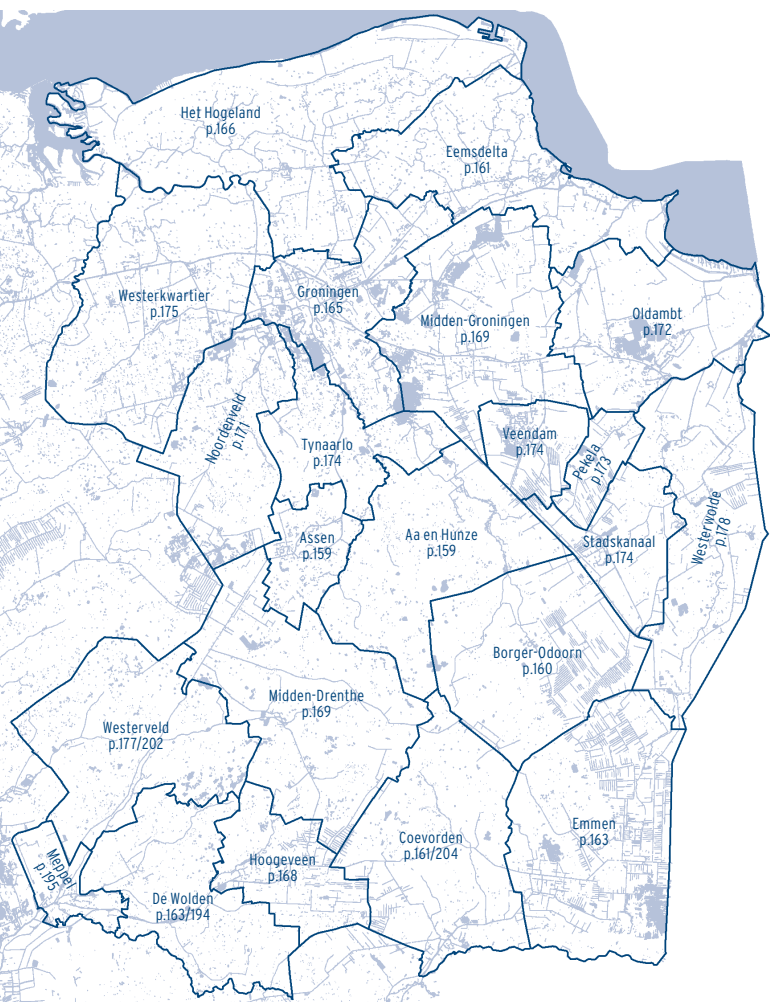 Het Hogeland
p.166
Eemsdelta
p.161
Westerkwartier
p.175
Groningen
p.165
Midden-Groningen
p.169
Oldambt
p.172
Noordenveld
p.171
Tynaarlo
p.174
Veendam
p.174
Pekela
p.173
Assen
p.159
Aa en Hunze
p.159
Stadskanaal
p.174
Westerwolde
p.178
Borger-Odoorn
p.160
Midden-Drenthe
p.169
Westerveld
p.177/202
Emmen
p.163
Coevorden
p.161/204
Hoogeveen
p.168
Meppel
p.195
De Wolden
p.163/194